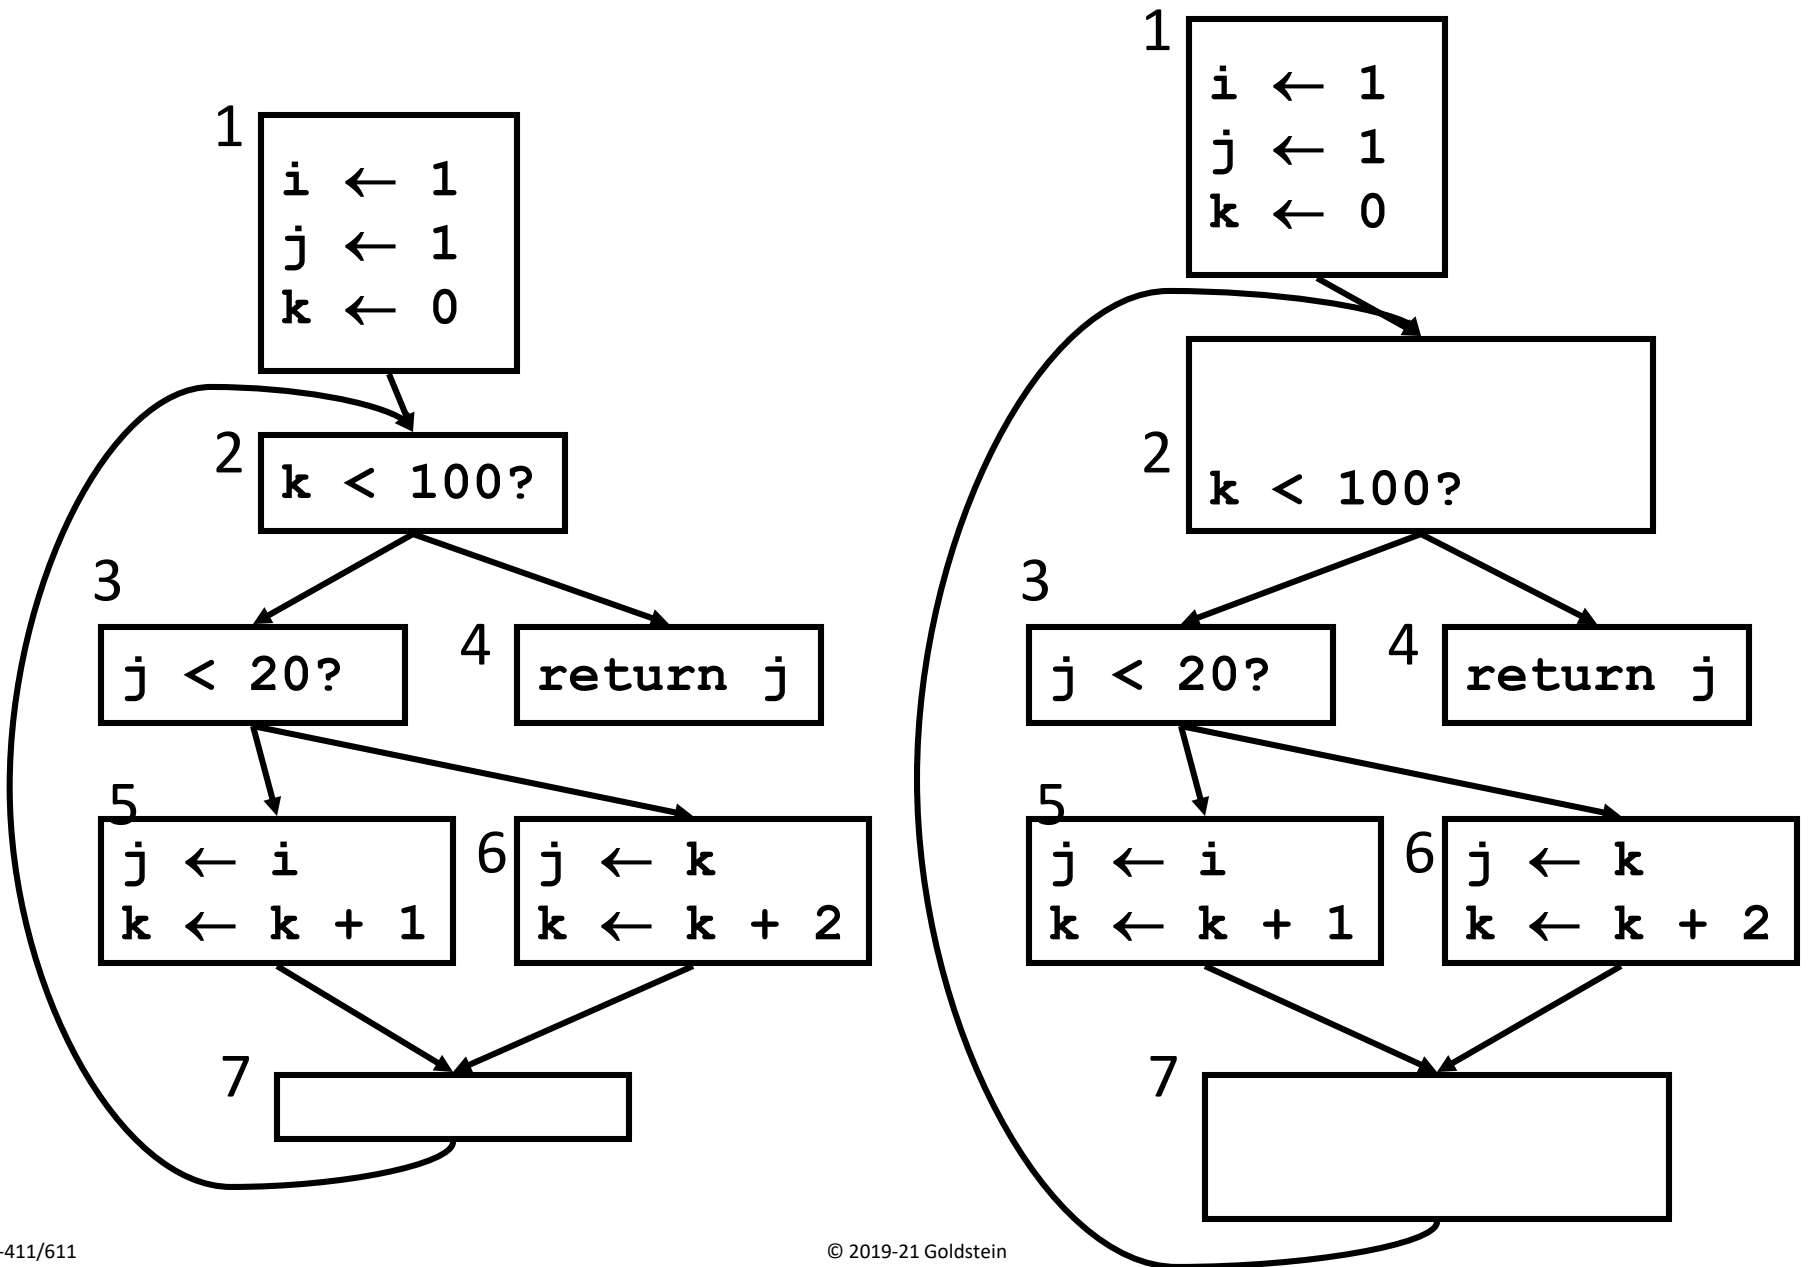 1
i ← 1
j ← 1
k ← 0
2
k < 100?
3
j < 20?
4
return j
5
j ← i
k ← k + 1
6
j ← k
k ← k + 2
7
1
i ← 1
j ← 1
k ← 0
2
k < 100?
3
j < 20?
4
return j
5
j ← i
k ← k + 1
6
j ← k
k ← k + 2
7
-411/611
© 2019-21 Goldstein